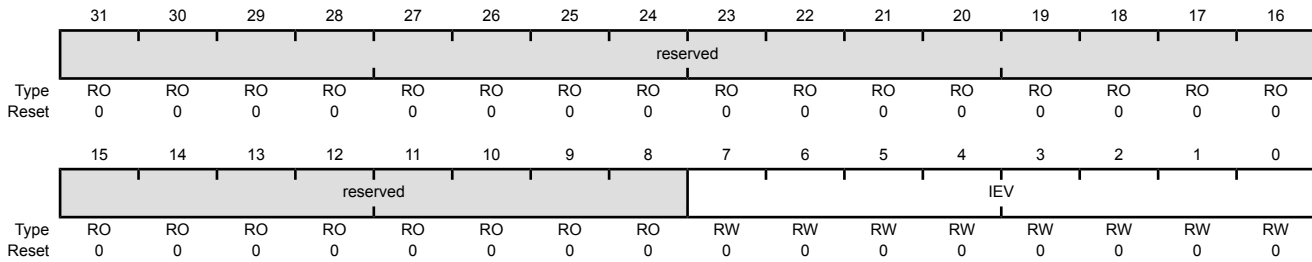 31 30 29 28 27 26 25 24 23 22 21 20 19 18 17 16
reserved
Type RO RO RO RO RO RO RO RO RO RO RO RO RO RO RO RO
Reset 0 0 0 0 0 0 0 0 0 0 0 0 0 0 0 0
15 14 13 12 11 10 9 8 7 6 5 4 3 2 1 0
reserved IEV
Type RO RO RO RO RO RO RO RO RW RW RW RW RW RW RW RW
Reset 0 0 0 0 0 0 0 0 0 0 0 0 0 0 0 0